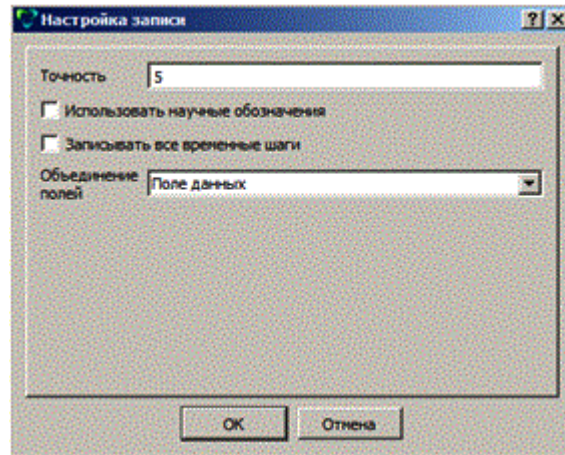 Настройка записи
Точность 5
Использовать научные обозначения
Записывать все временные шаги
Объединение
полей
Поле данных
OK Отмена